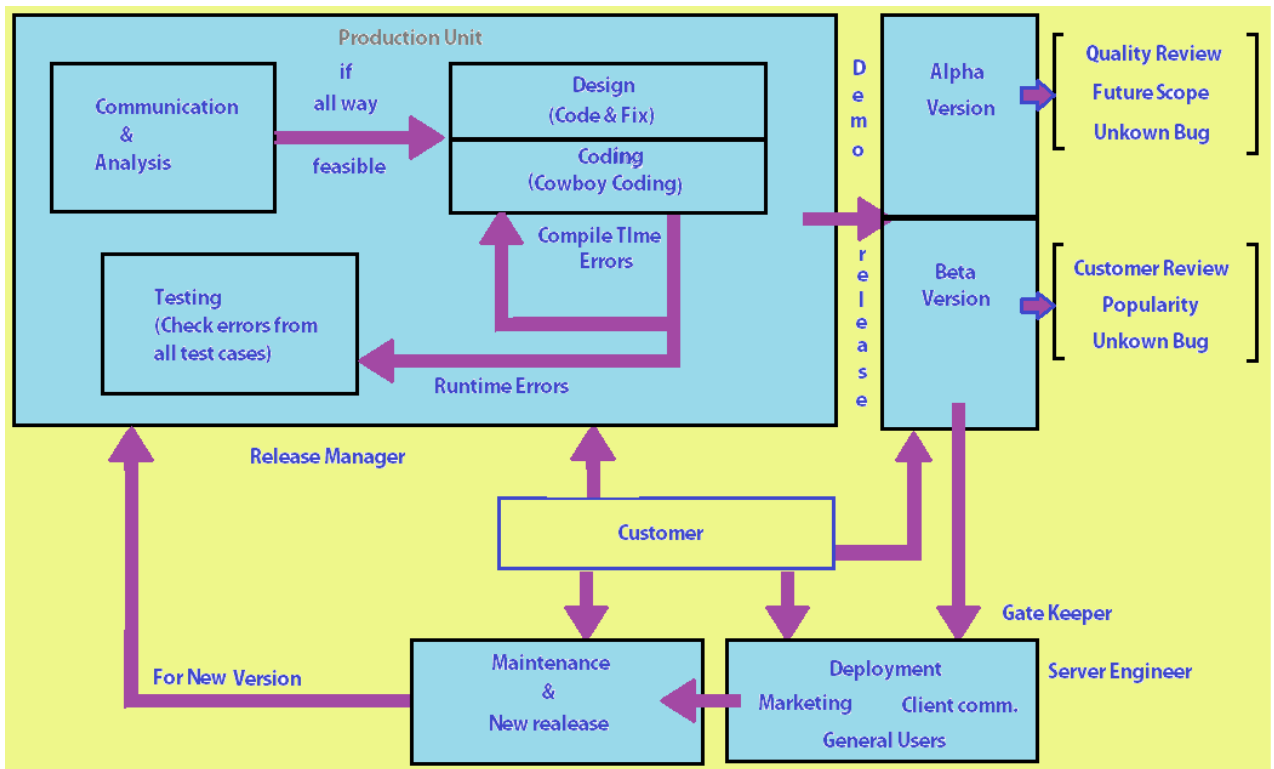 Production Unit
Communication
&
Analysis
if
all way
feasible
Design
(Code & Fix)
Coding
(Cowboy Coding)
Compile TIme
Errors
Testing
(Check errors from
all test cases)
Runtime Errors
Demo
release
Alpha
Version
Quality Review
Future Scope
Unkown Bug
Beta
Version
Customer Review
Popularity
Unkown Bug
Release Manager
Customer
Gate Keeper
Server Engineer
For New Version
Maintenance
&
New realease
Deployment
Marketing Client comm.
General Users